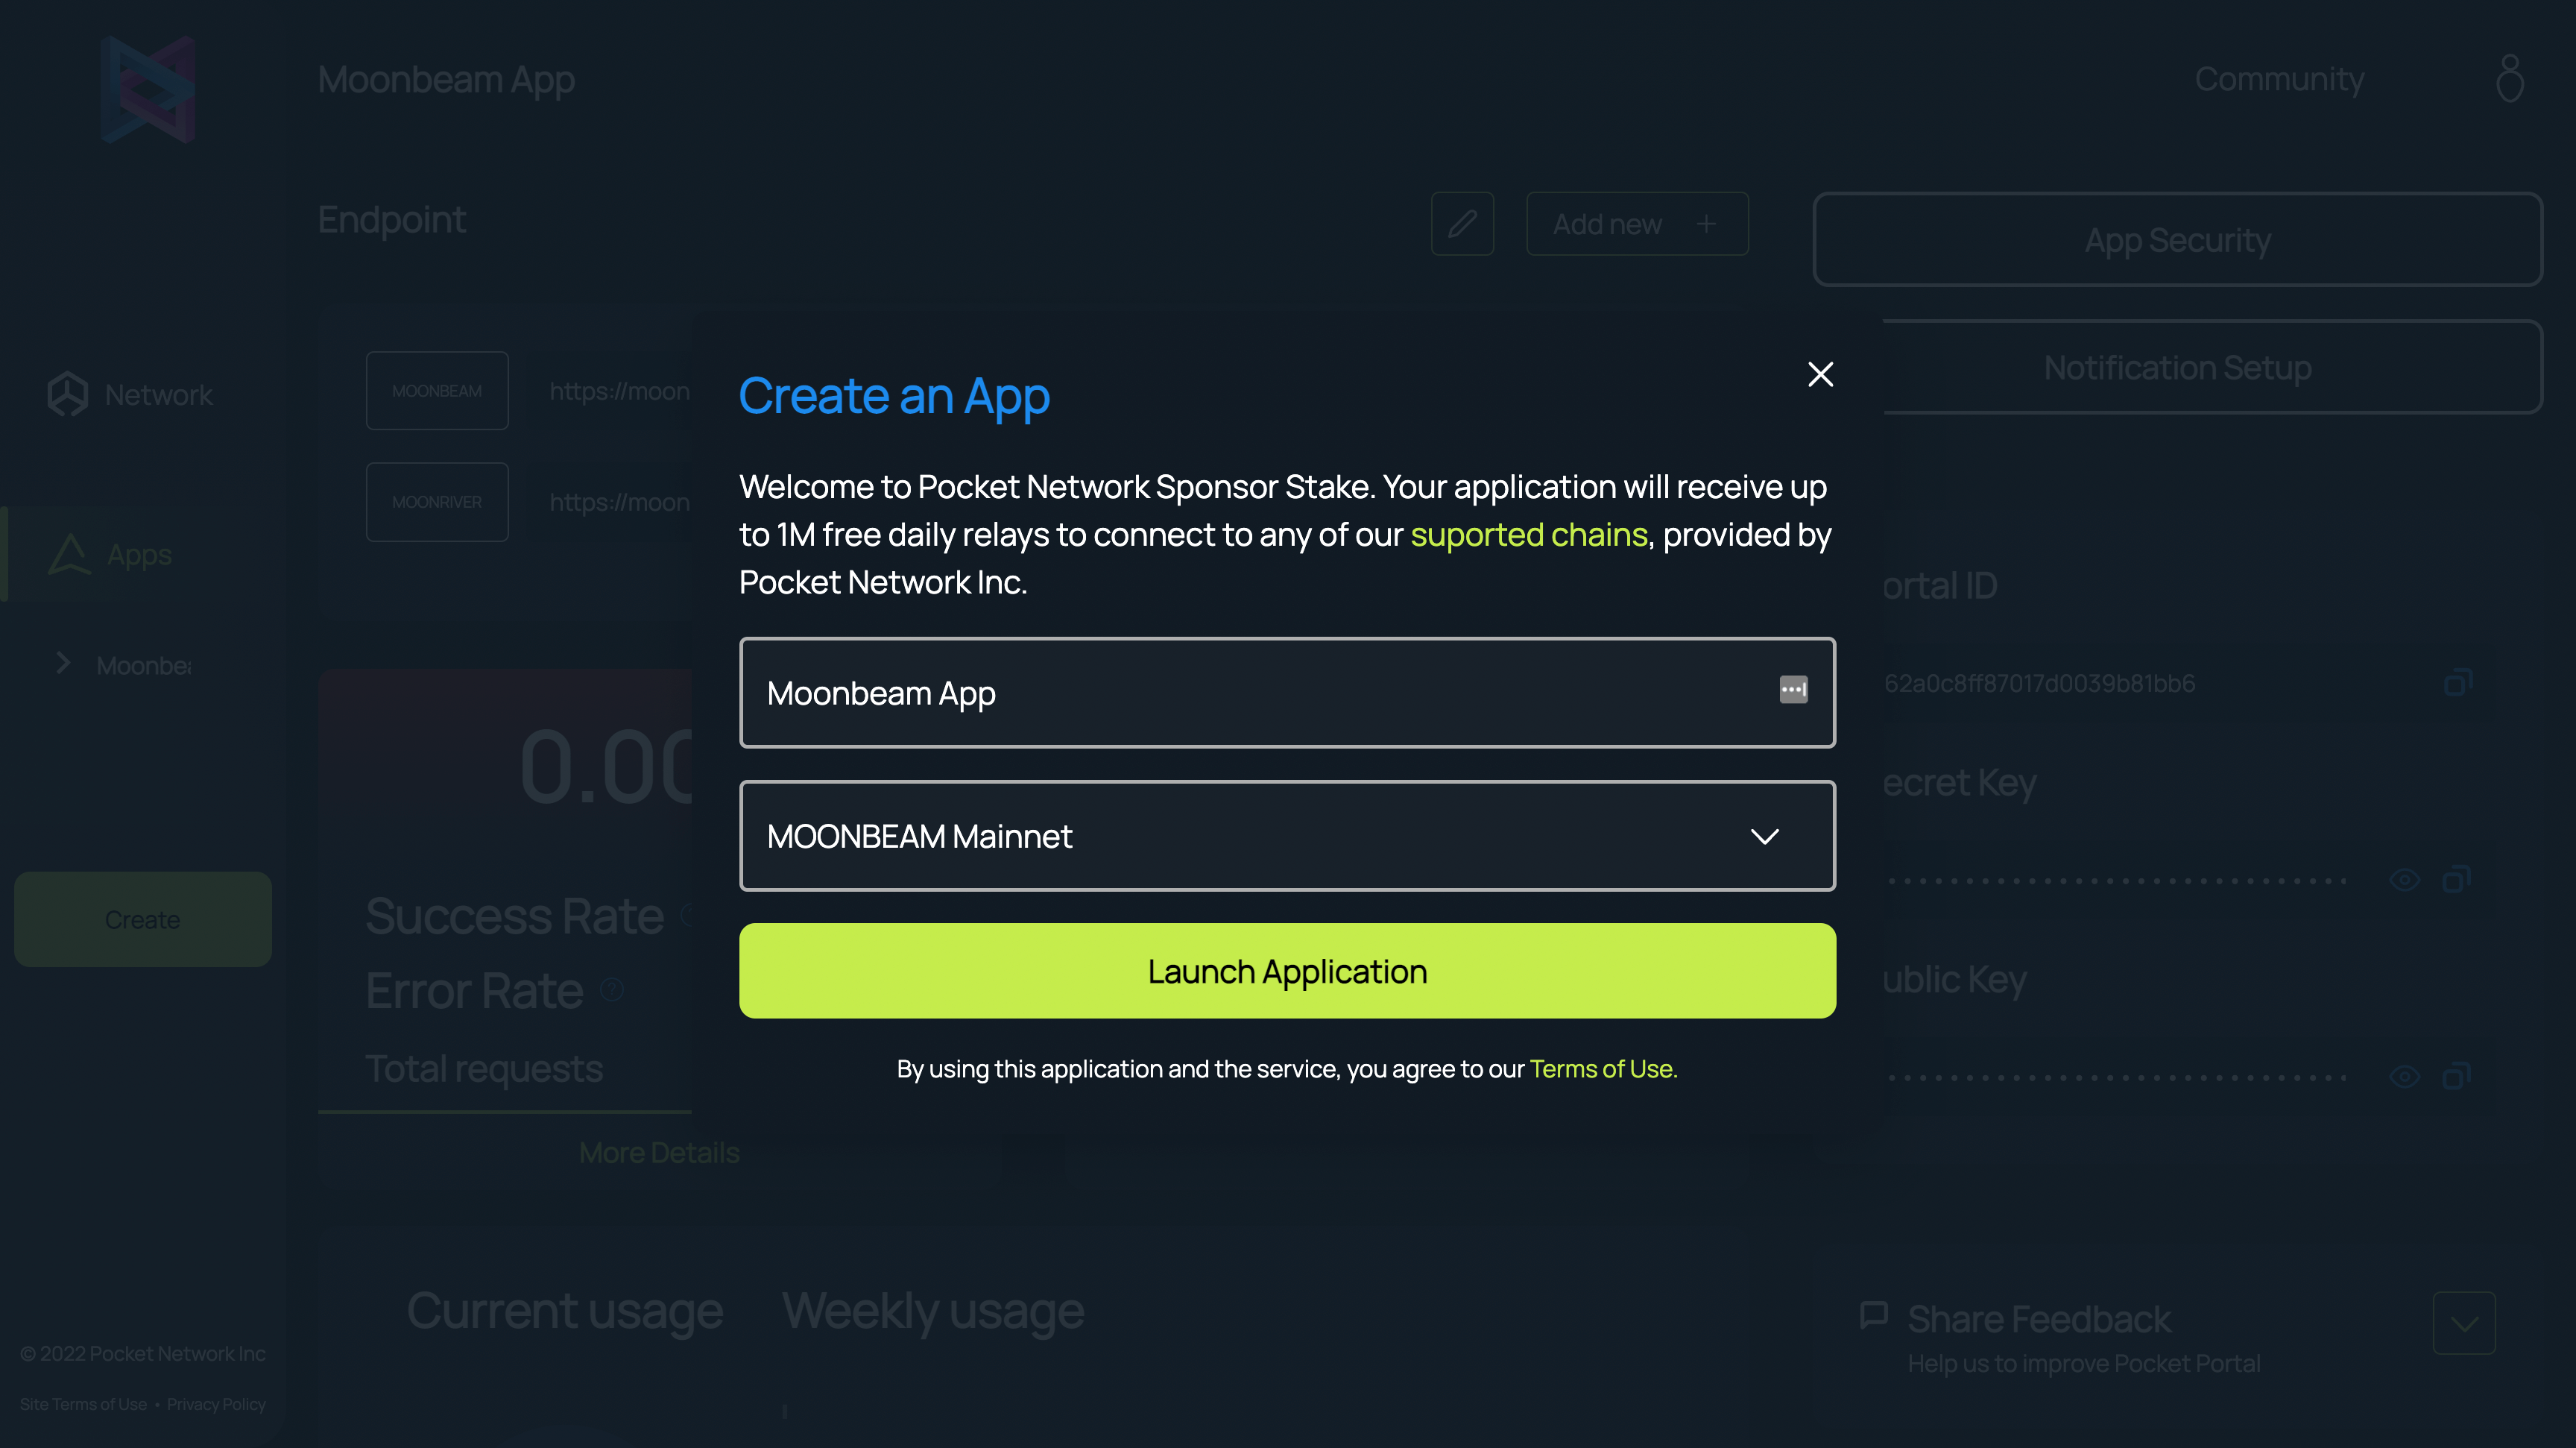 Moonbeam App
Community
Endpoint
Add new
App Security
Notification Setup
Network
Apps
Moonbea
Create
MOONBEAM
https://moon
MOONRIVER
https://moon
Create an App
Welcome to Pocket Network Sponsor Stake. Your application will receive up
to 1M free daily relays to connect to any of our suported chains, provided by
Pocket Network Inc.
Moonbeam App
MOONBEAM Mainnet
Launch Application
By using this application and the service, you agree to our Terms of Use.
0.00
Success Rate
Error Rate
Total requests
More Details
ortal ID
62a0c8ff87017d0039b81bb6
ecret Key
ublic Key
Current usage
Weekly usage
Share Feedback
Help us to improve Pocket Portal
© 2022 Pocket Network Inc
Site Terms of Use • Privacy Policy